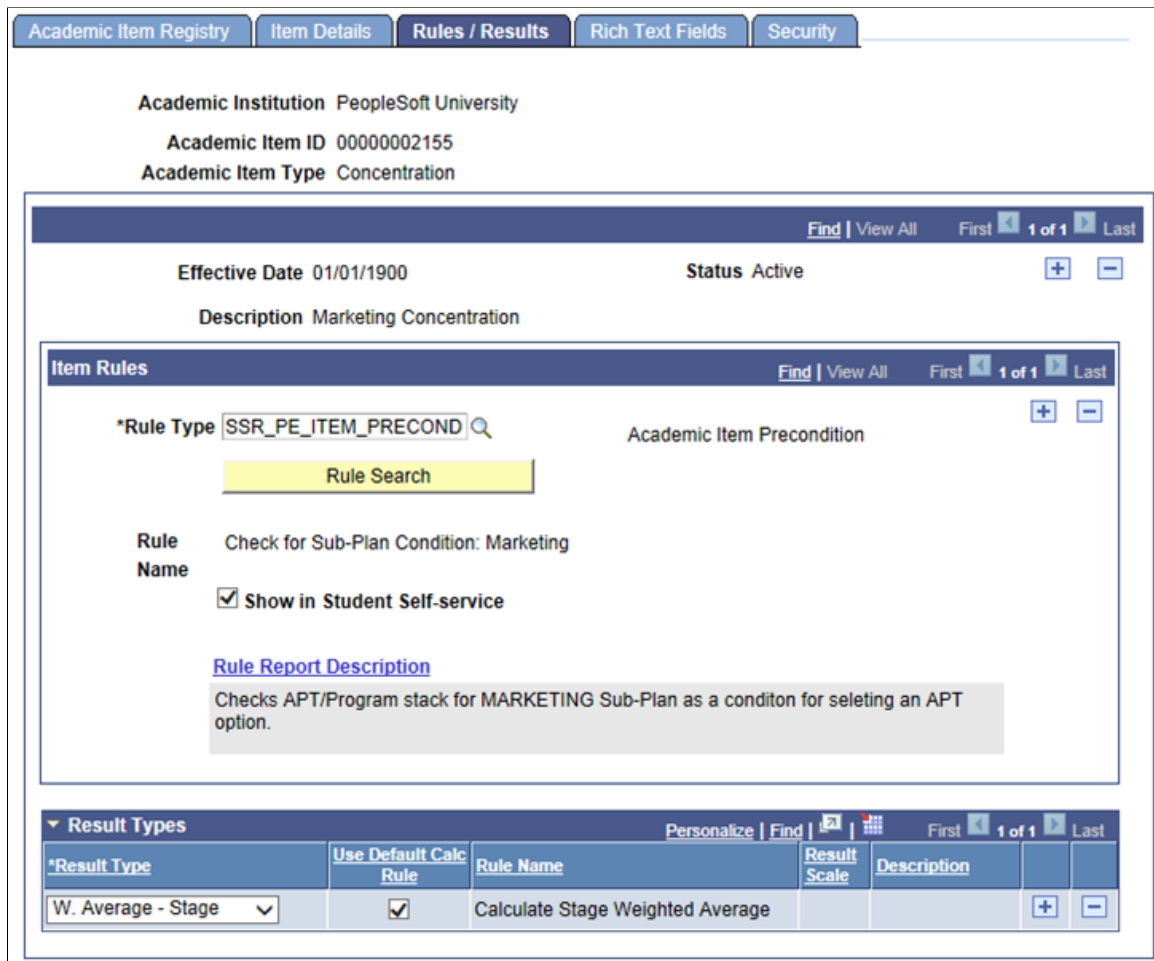 Academic Item Registry Item Details Rules / Results Rich Text Fields Security
Academic Institution PeopleSoft University
Academic Item ID 00000002155
Academic Item Type Concentration
Find | View All First 1 of 1 Last
Effective Date 01/01/1900 Status Active
Description Marketing Concentration
Item Rules Find | View All First 1 of 1 Last
*Rule Type SSR_PE_ITEM_PRECOND Academic Item Precondition
Rule Search
Rule Name Check for Sub-Plan Condition: Marketing
Show in Student Self-service
Rule Report Description
Checks APT/Program stack for MARKETING Sub-Plan as a conditon for seleting an APT
option.
Result Types Personalize | Find | | First 1 of 1 Last
*Result Type Use Default Calc Rule Rule Name Result Scale Description
W. Average - Stage Calculate Stage Weighted Average